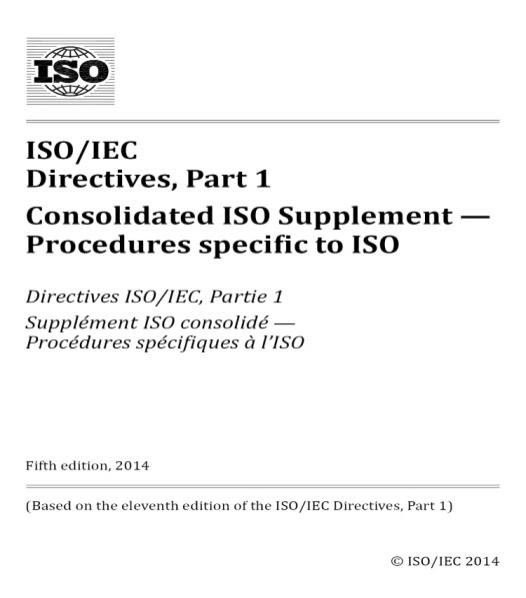 ISO
ISO/IEC
Directives, Part 1
Consolidated ISO Supplement —
Procedures specific to ISO
Directives ISO/IEC, Partie 1
Supplément ISO consolidé —
Procédures spécifiques à l’ISO
Fifth edition, 2014
(Based on the eleventh edition of the ISO/IEC Directives, Part 1)
© ISO/IEC 2014